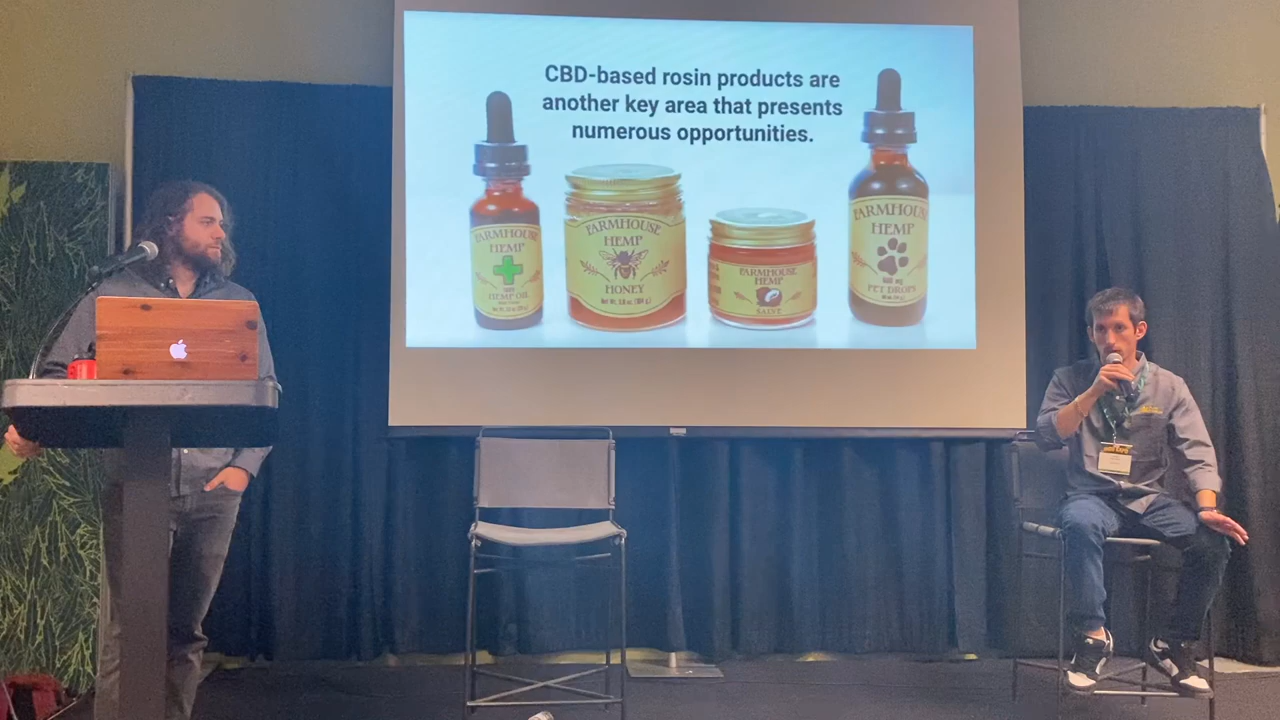 CBD-based rosin products are
another key area that presents
numerous opportunities.
FARMHOUSE
HEMP
HEMP OIL
FARMHOUSE
HEMP
HONEY
FARMHOUSE
HEMP
SALVE
FARMHOUSE
HEMP
PET DROPS